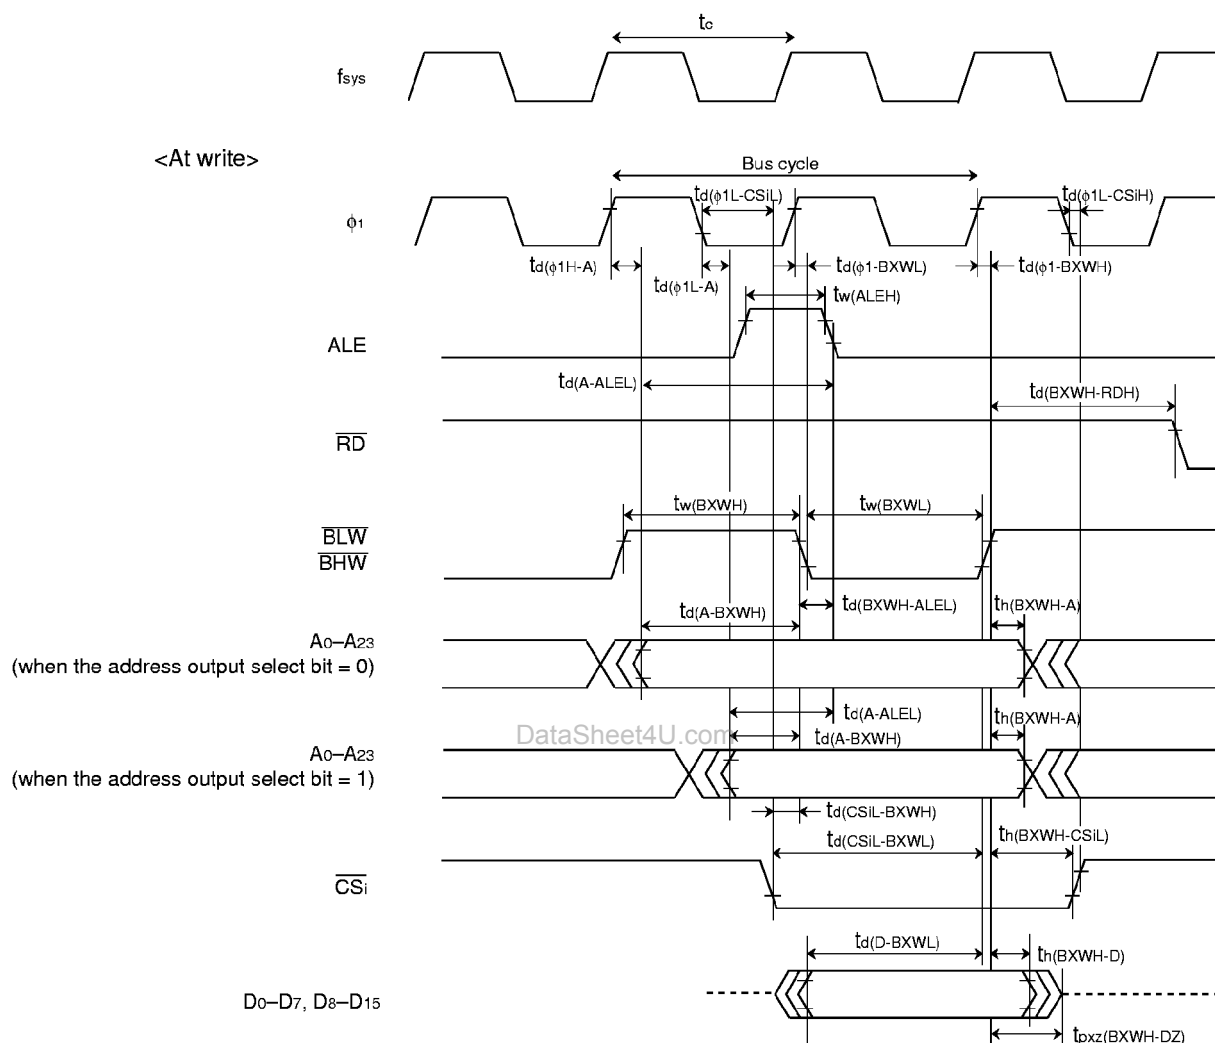 tc
fsys
<At write>
Bus cycle
td(ϕ1L-CSiL)
td(ϕ1L-CSiH)
ϕ1
td(ϕ1H-A)
td(ϕ1L-A)
td(ϕ1-BXWL)
td(ϕ1-BXWH)
tw(ALEH)
ALE
td(A-ALEL)
td(BXWH-RDH)
RD
tw(BXWH)
tw(BXWL)
BLW
BHW
td(A-BXWH)
td(BXWH-ALEL)
th(BXWH-A)
A0–A23
(when the address output select bit = 0)
td(A-ALEL)
th(BXWH-A)
DataSheet4U.com
td(A-BXWH)
A0–A23
(when the address output select bit = 1)
td(CSiL-BXWH)
td(CSiL-BXWL)
th(BXWH-CSiL)
CSi
td(D-BXWL)
th(BXWH-D)
D0–D7, D8–D15
tpxz(BXWH-DZ)